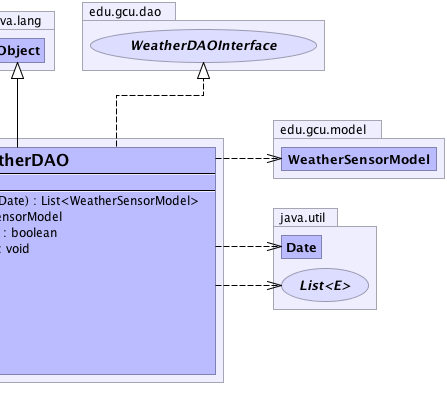 va.lang
Object
edu.gcu.dao
WeatherDAOInterface
therDAO
edu.gcu.model
WeatherSensorModel
Date) : List<WeatherSensorModel>
ensorModel
: boolean
: void
java.util
Date
List<E>